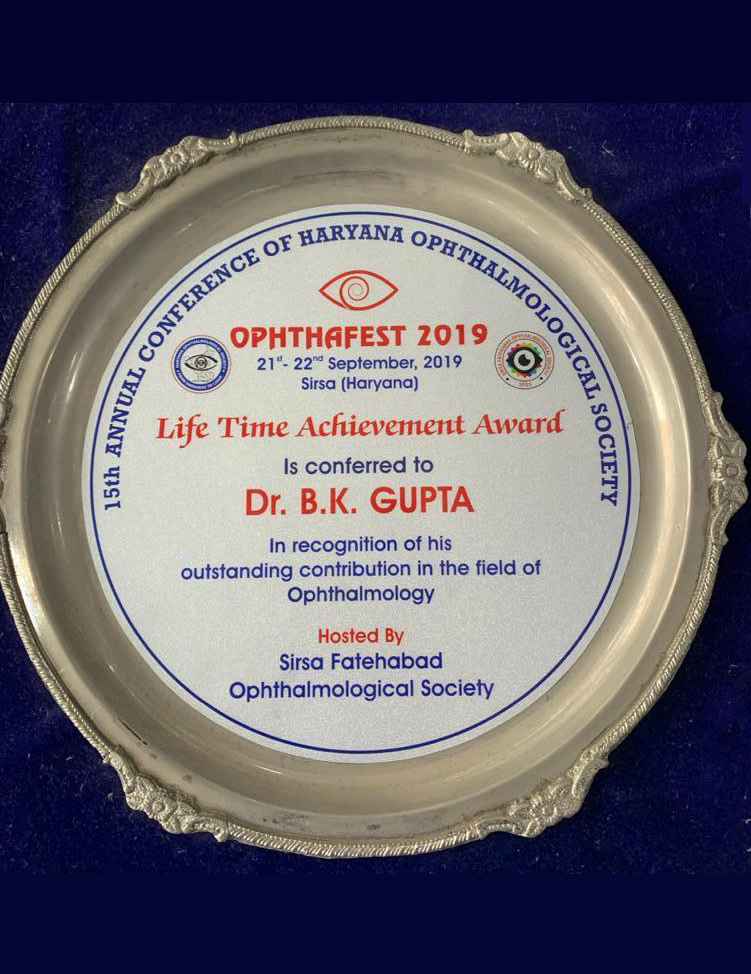 15th ANNUAL CONFERENCE OF HARYANA OPHTHALMOLOGICAL SOCIETY
OPHTHAFEST 2019
21st- 22nd September, 2019
Sirsa (Haryana)
Life Time Achievement Award
Is conferred to
Dr. B.K. GUPTA
In recognition of his
outstanding contribution in the field of
Ophthalmology
Hosted By
Sirsa Fatehabad
Ophthalmological Society